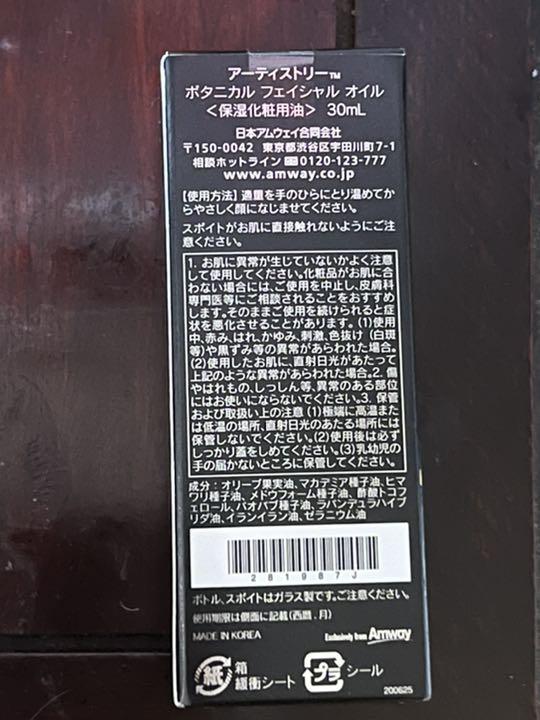 アーティストリー™
ボタニカル フェイシャル オイル
＜保湿化粧用油＞ 30mL
日本アムウェイ合同会社
〒150-0042 東京都渋谷区宇田川町7-1
相談ホットライン 0120-123-777
www.amway.co.jp
【使用方法】適量を手のひらにとり温めてか
らやさしく顔になじませてください。
スポイトがお肌に直接触れないようにご注
意ください。
1. お肌に異常が生じていないかよく注意
して使用してください。化粧品がお肌に合
わない場合には、ご使用を中止し、皮膚科
専門医等にご相談されることをおすすめ
します。そのままご使用を続けられると症
状を悪化させることがあります。(1)使用
中、赤み、はれ、かゆみ、刺激、色抜け（白斑
等）や黒ずみ等の異常があらわれた場合。
(2)使用したお肌に、直射日光があたって
上記のような異常があらわれた場合。2. 傷
やはれもの、しっしん等、異常のある部位
にはお使いにならないでください。3. 保管
および取扱い上の注意 (1)極端に高温また
は低温の場所、直射日光のあたる場所には
保管しないでください。(2)使用後は必ず
しっかり蓋をしめてください。(3)乳幼児の
手の届かないところに保管してください。
成分：オリーブ果実油、マカデミア種子油、ヒマ
ワリ種子油、メドウフォーム種子油、酢酸トコフ
ェロール、バオバブ種子油、ラバンデュラハイブ
リダ油、イランイラン油、ゼラニウム油
281987J
ボトル、スポイトはガラス製です。ご注意ください。
使用期限は側面に記載(西暦.月)
MADE IN KOREA Exclusively from Amway
紙 箱 プラ シール
緩衝シート
200625